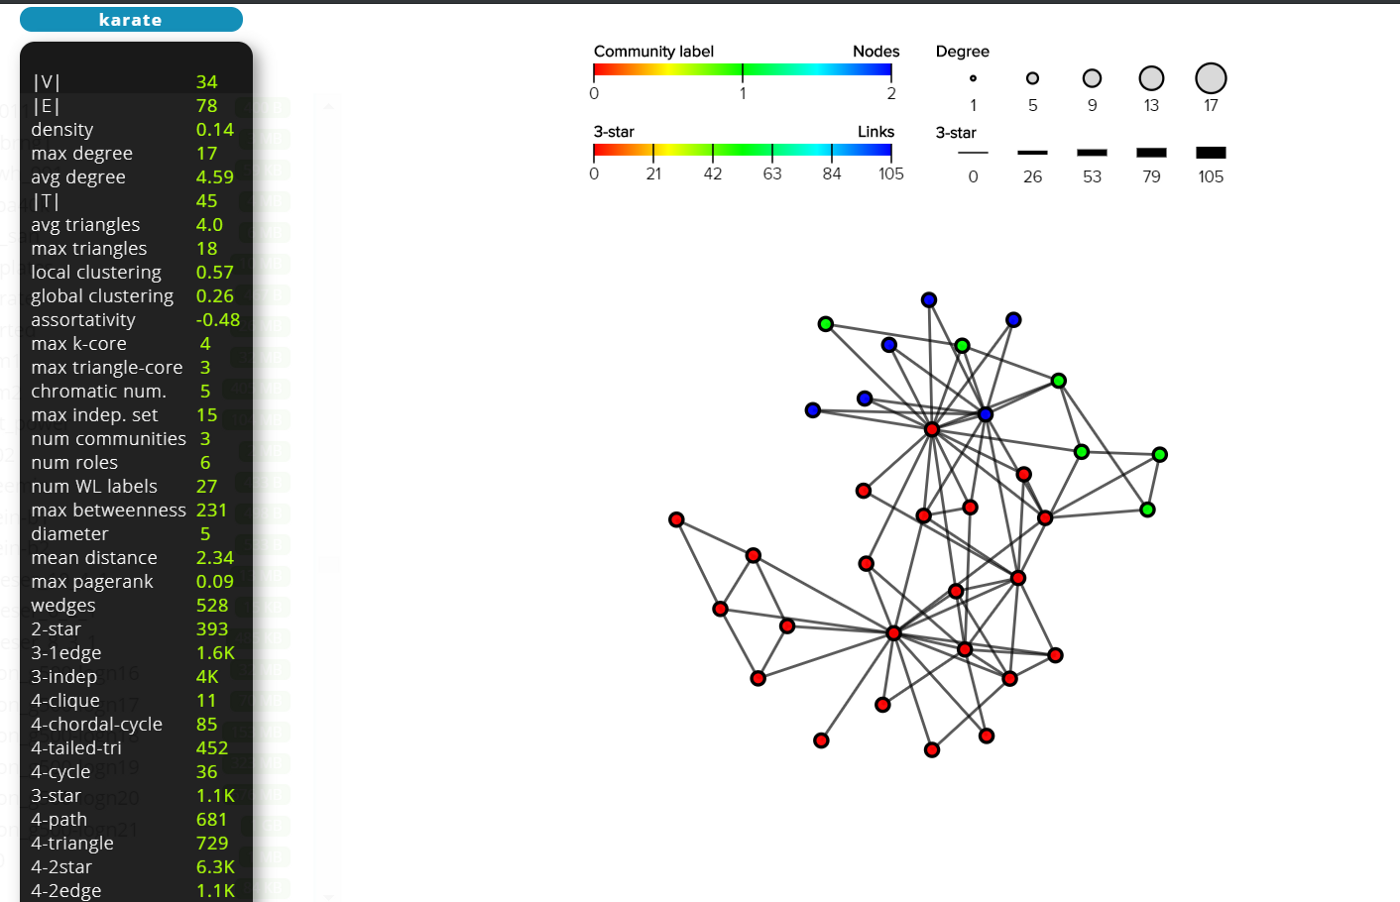 karate
|V| 34
|E| 78
density 0.14
max degree 17
avg degree 4.59
|T| 45
avg triangles 4.0
max triangles 18
local clustering 0.57
global clustering 0.26
assortativity -0.48
max k-core 4
max triangle-core 3
chromatic num. 5
max indep. set 15
num communities 3
num roles 6
num WL labels 27
max betweenness 231
diameter 5
mean distance 2.34
max pagerank 0.09
wedges 528
2-star 393
3-1edge 1.6K
3-indep 4K
4-clique 11
4-chordal-cycle 85
4-tailed-tri 452
4-cycle 36
3-star 1.1K
4-path 681
4-triangle 729
4-2star 6.3K
4-2edge 1.1K
Community label Nodes
0 1 2
3-star Links
0 21 42 63 84 105
Degree
1 5 9 13 17
3-star
0 26 53 79 105